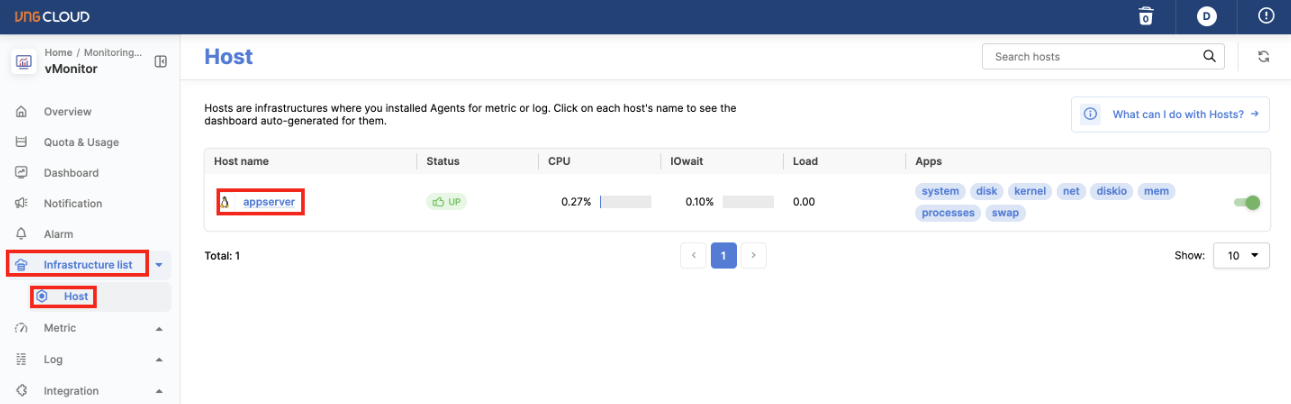 VNG CLOUD
0
D
Home / Monitoring...
vMonitor
Overview
Quota & Usage
Dashboard
Notification
Alarm
Infrastructure list
Host
Metric
Log
Integration
Host
Search hosts
Hosts are infrastructures where you installed Agents for metric or log. Click on each host's name to see the
dashboard auto-generated for them.
What can I do with Hosts?
Host name Status CPU IOwait Load Apps
appserver UP 0.27% 0.10% 0.00 system disk kernel net diskio mem
processes swap
Total: 1
1
Show: 10